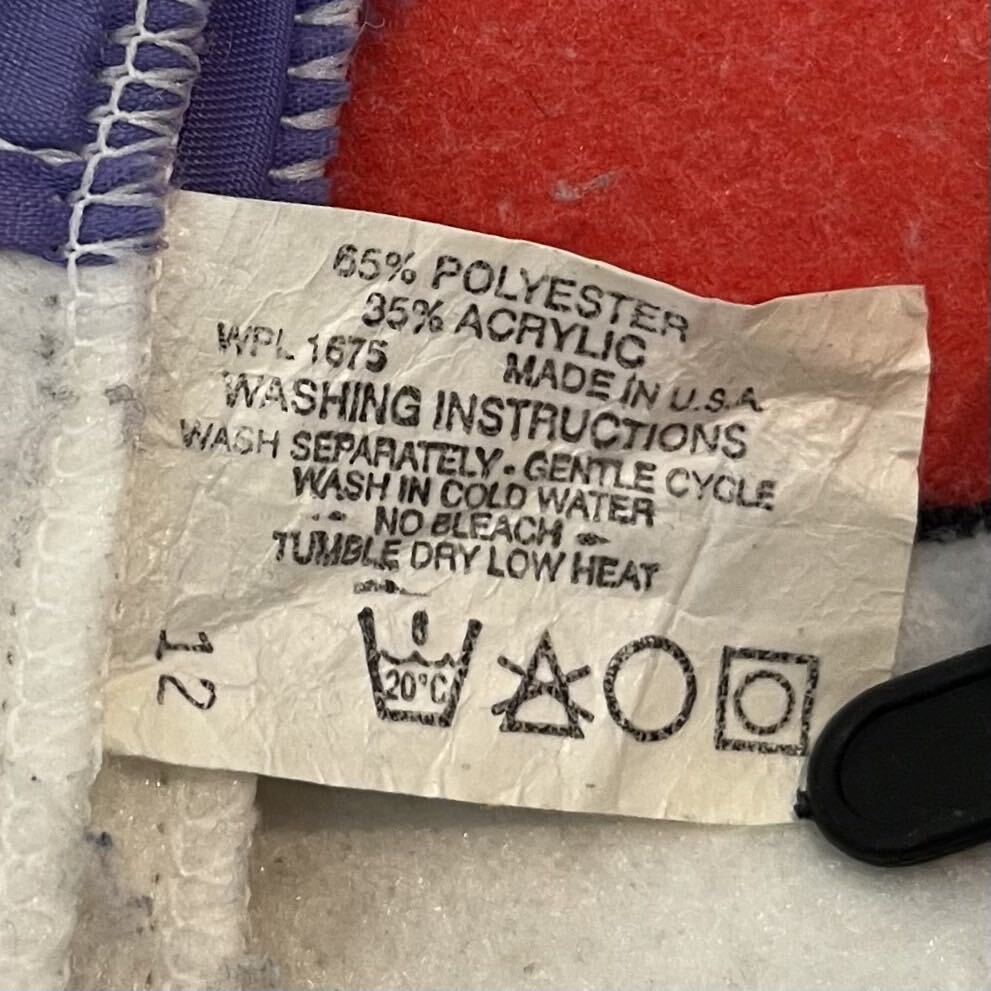 65% POLYESTER
35% ACRYLIC
WPL 1675 MADE IN U.S.A.
WASHING INSTRUCTIONS
WASH SEPARATELY • GENTLE CYCLE
WASH IN COLD WATER
NO BLEACH
TUMBLE DRY LOW HEAT
20°C
12